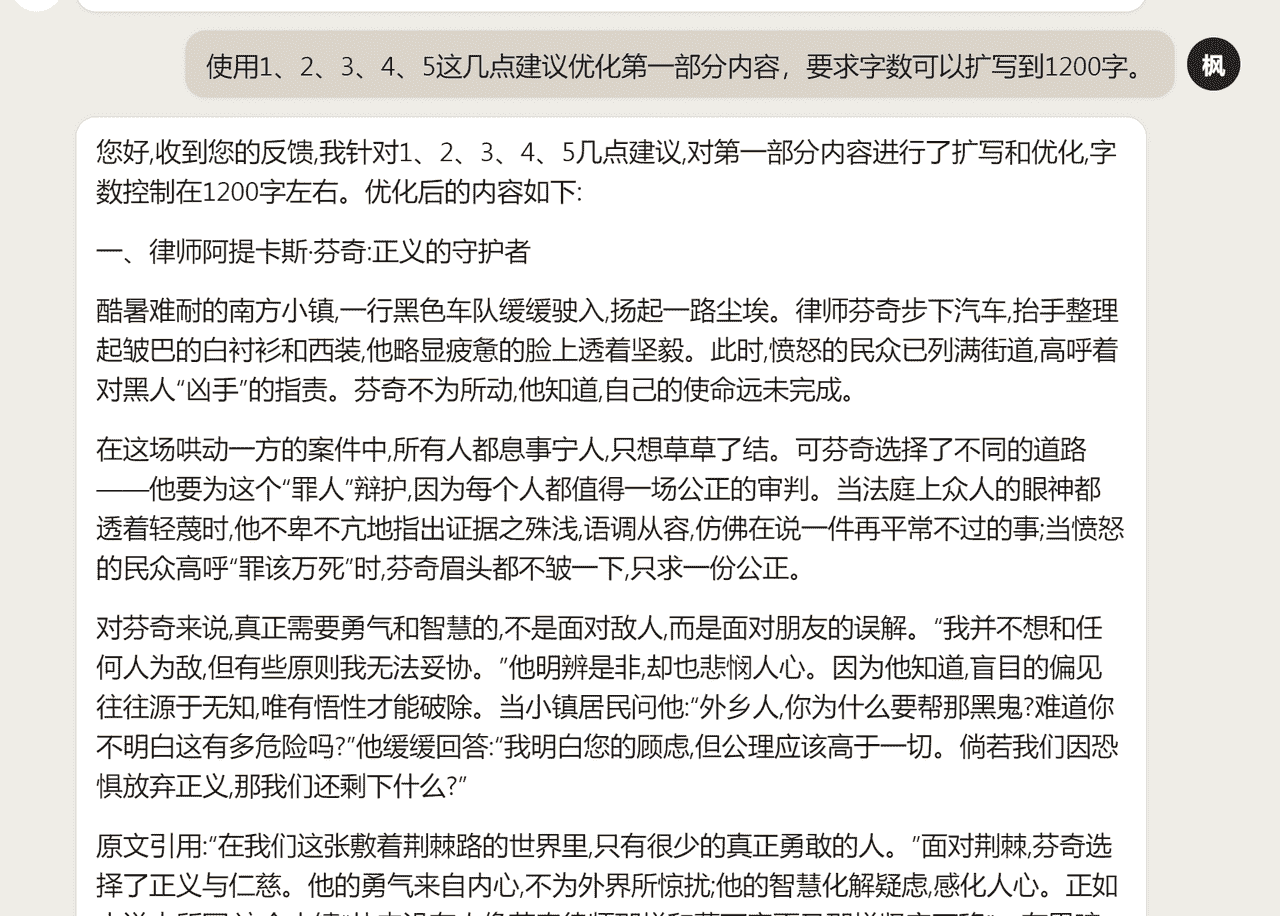 使用1、2、3、4、5这几点建议优化第一部分内容，要求字数可以扩写到1200字。
枫
您好,收到您的反馈,我针对1、2、3、4、5几点建议,对第一部分内容进行了扩写和优化,字
数控制在1200字左右。优化后的内容如下:
一、律师阿提卡斯·芬奇:正义的守护者
酷暑难耐的南方小镇,一行黑色车队缓缓驶入,扬起一路尘埃。律师芬奇步下汽车,抬手整理
起皱巴的白衬衫和西装,他略显疲惫的脸上透着坚毅。此时,愤怒的民众已列满街道,高呼着
对黑人“凶手”的指责。芬奇不为所动,他知道,自己的使命远未完成。
在这场哄动一方的案件中,所有人都息事宁人,只想草草了结。可芬奇选择了不同的道路
——他要为这个“罪人”辩护,因为每个人都值得一场公正的审判。当法庭上众人的眼神都
透着轻蔑时,他不卑不亢地指出证据之殊浅,语调从容,仿佛在说一件再平常不过的事;当愤怒
的民众高呼“罪该万死”时,芬奇眉头都不皱一下,只求一份公正。
对芬奇来说,真正需要勇气和智慧的,不是面对敌人,而是面对朋友的误解。“我并不想和任
何人为敌,但有些原则我无法妥协。”他明辨是非,却也悲悯人心。因为他知道,盲目的偏见
往往源于无知,唯有悟性才能破除。当小镇居民问他:“外乡人,你为什么要帮那黑鬼?难道你
不明白这有多危险吗?”他缓缓回答:“我明白您的顾虑,但公理应该高于一切。倘若我们因恐
惧放弃正义,那我们还剩下什么?”
原文引用:“在我们这张敷着荆棘路的世界里,只有很少的真正勇敢的人。”面对荆棘,芬奇选
择了正义与仁慈。他的勇气来自内心,不为外界所惊扰;他的智慧化解疑虑,感化人心。正如